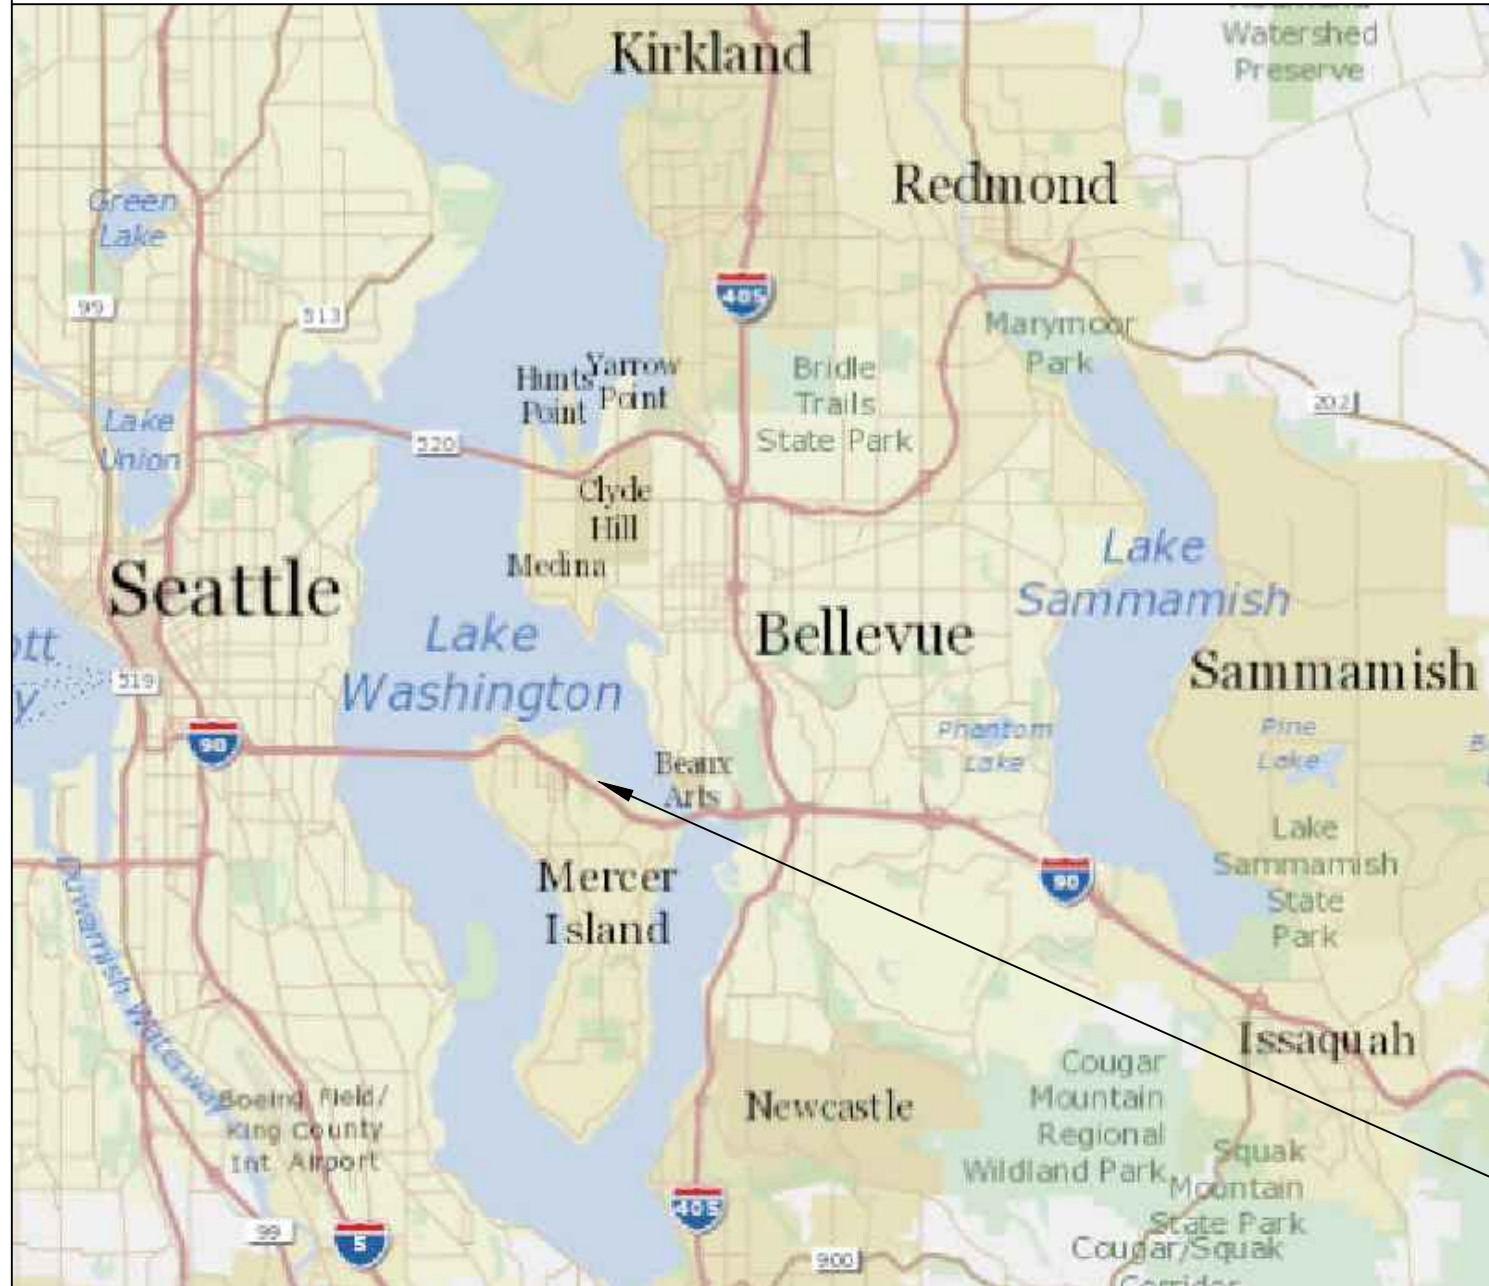 Watershed
Preserve
Kirkland
Redmond
Green
Lake
405
99
513
Marymoor
Park
Hunts
Point
Yarrow
Point
Bridle
Trails
State Park
202
Lake
Union
520
Clyde
Hill
Medina
Lake
Sammamish
Seattle
Lake
Washington
Bellevue
Sammamish
519
90
Phantom
Lake
Pine
Lake
Beaux
Arts
Lake
Sammamish
State
Park
90
Mercer
Island
Duwamish Waterway
Issaquah
Boeing Field/
King County
Int Airport
Newcastle
Cougar
Mountain
Regional
Wildland Park
Squak
Mountain
State Park
Cougar/Squak
Corridor
405
99
5
900